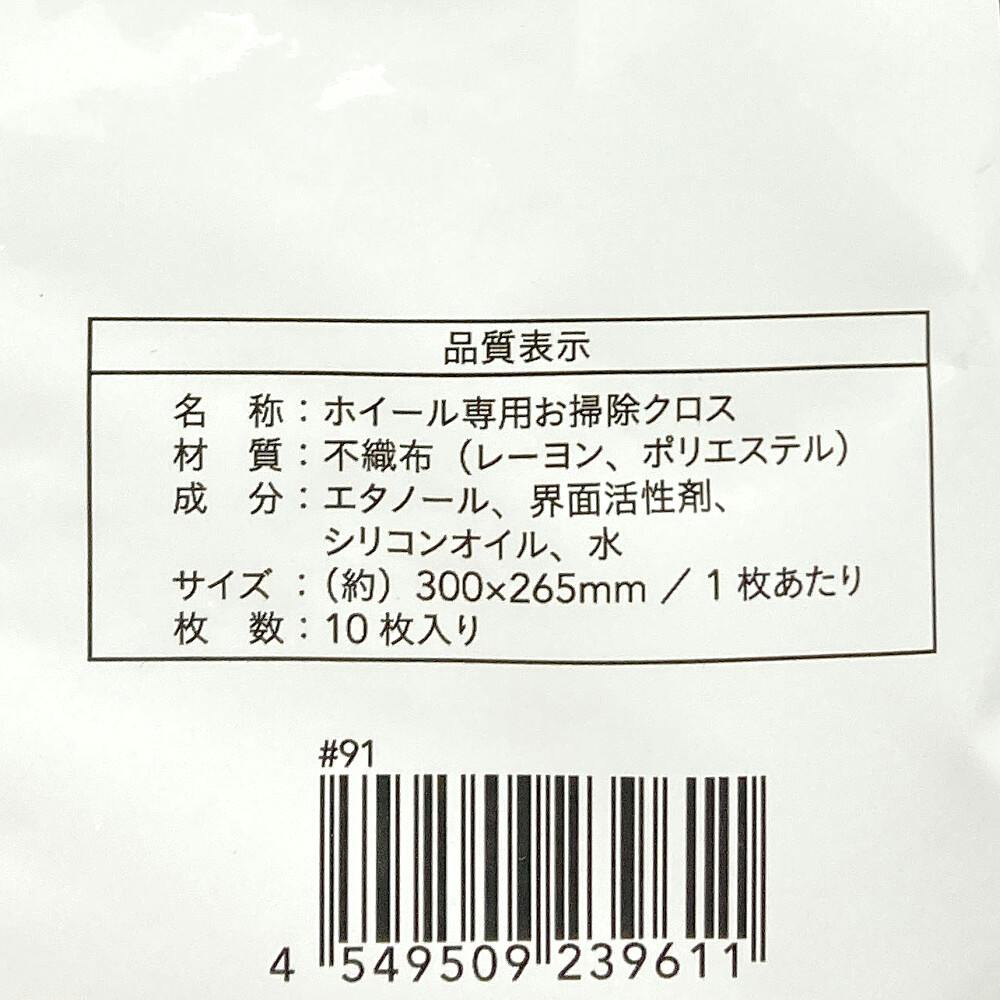 品質表示
名　称：ホイール専用お掃除クロス
材　質：不織布（レーヨン、ポリエステル）
成　分：エタノール、界面活性剤、
シリコンオイル、水
サイズ：（約）300×265mm / 1枚あたり
枚　数：10枚入り
#91
4 549509 239611